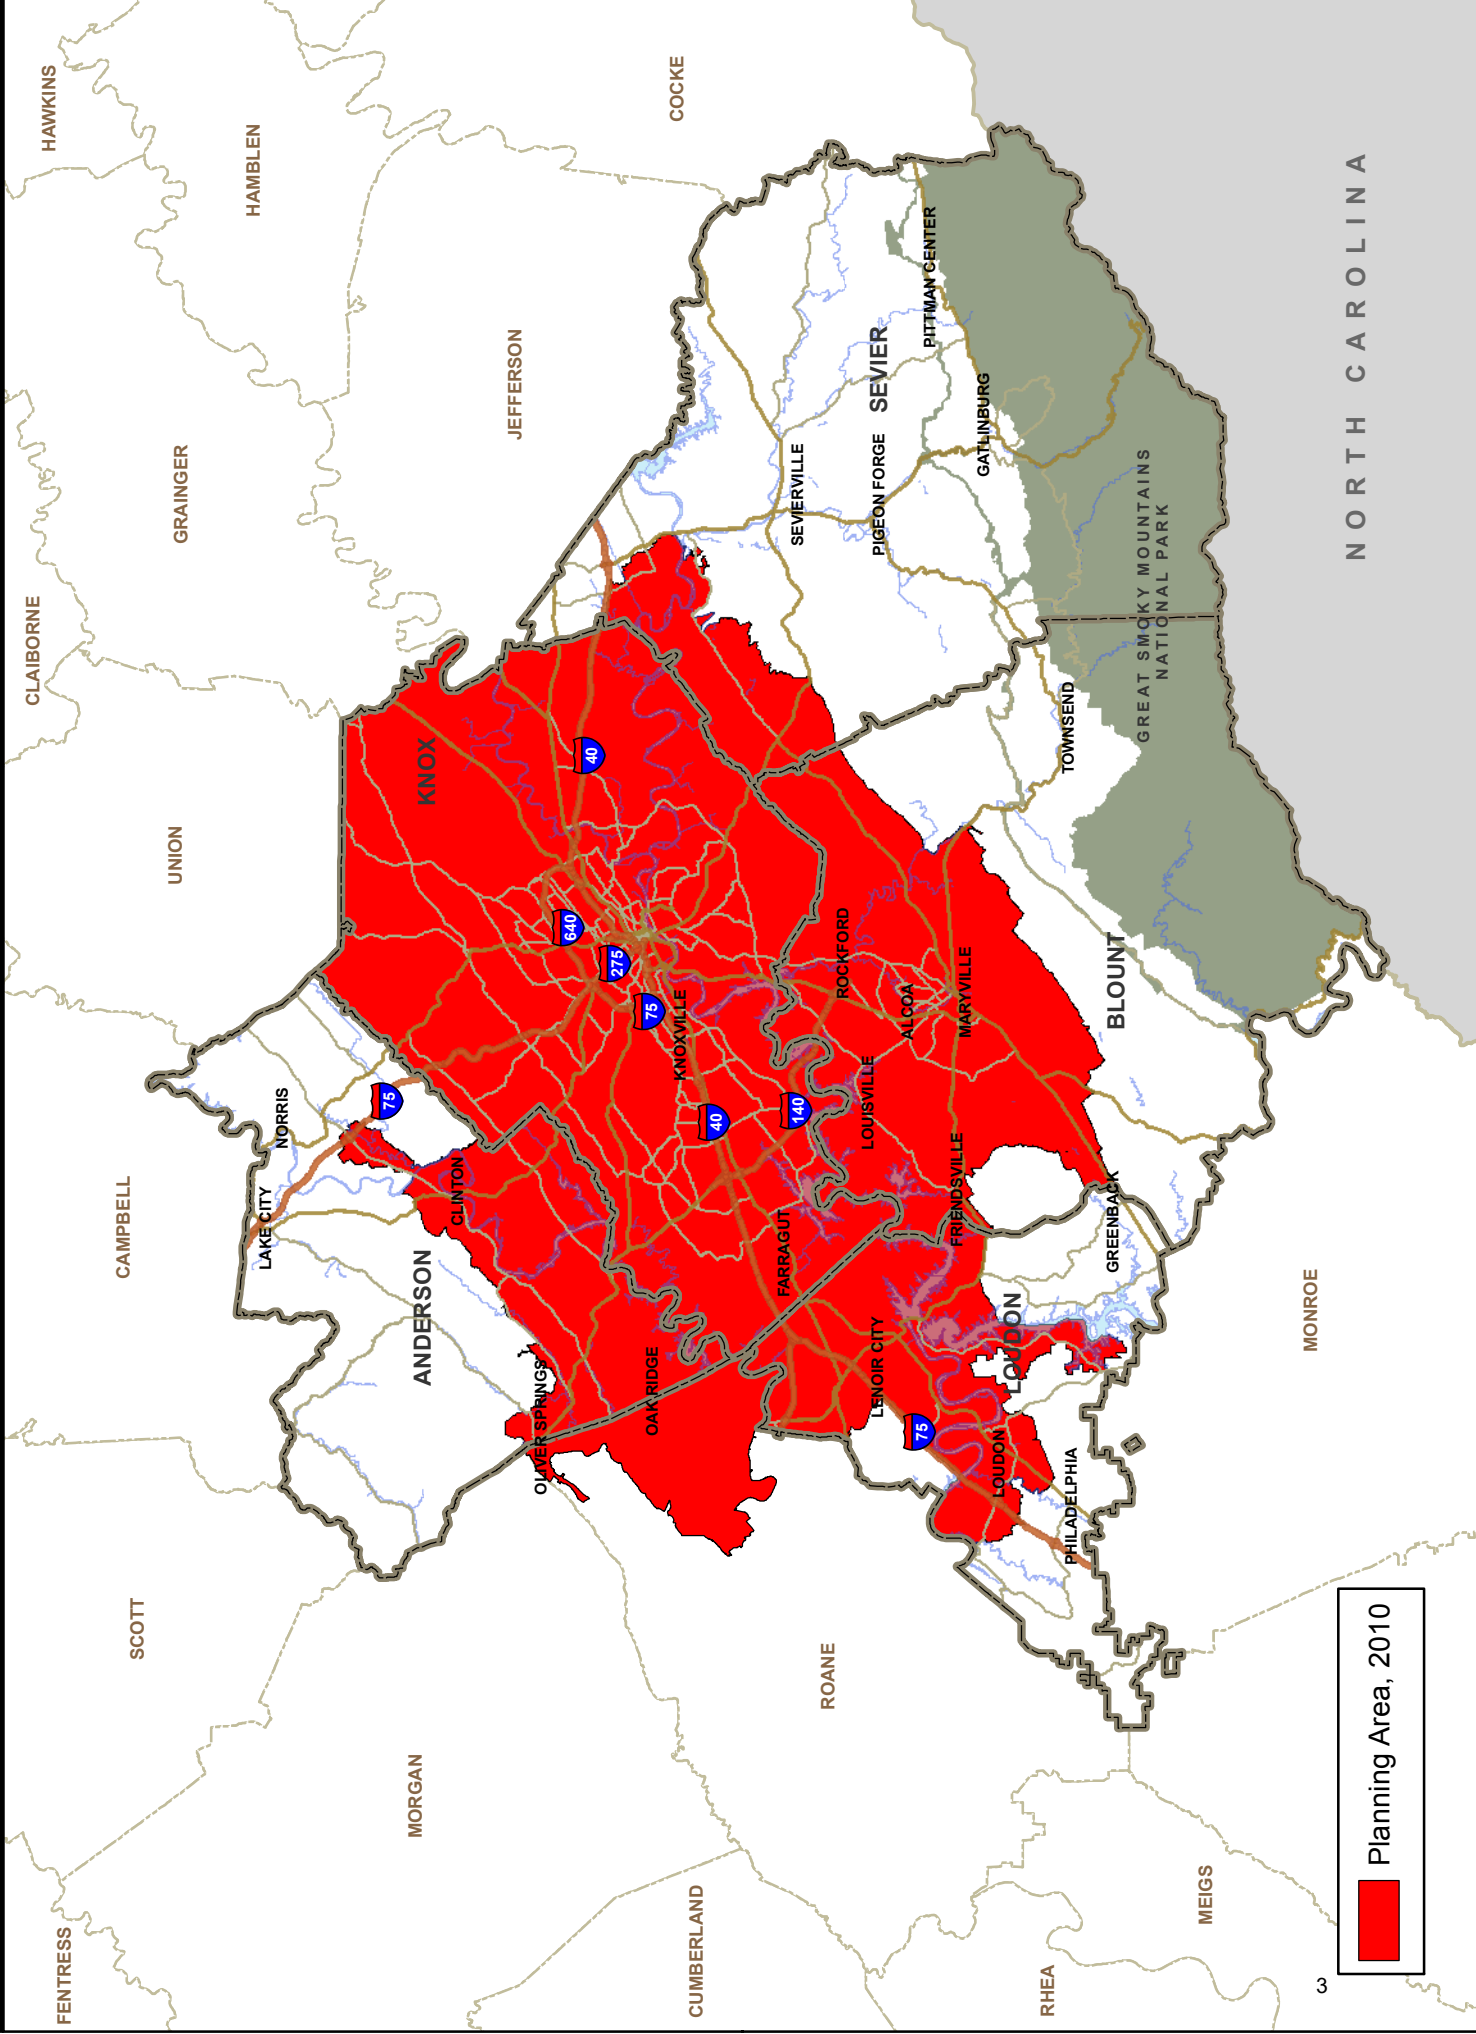 FENTRESS
SCOTT
CAMPBELL
UNION
CLAIBORNE
GRAINGER
HAWKINS
HAMBLEN
MORGAN
ANDERSON
LAKE CITY
NORRIS
75
CLINTON
KNOX
JEFFERSON
COCKE
OLIVER SPRINGS
OAK RIDGE
640
275
75
40
KNOXVILLE
40
140
FARRAGUT
CUMBERLAND
ROANE
LENOIR CITY
LOUISVILLE
ROCKFORD
ALCOA
MARYVILLE
FRIENDSVILLE
SEVIERVILLE
PIGEON FORGE
SEVIER
PITTMAN CENTER
GATLINBURG
75
LOUDON
LOUDON
PHILADELPHIA
GREENBACK
BLOUNT
TOWNSEND
GREAT SMOKY MOUNTAINS
NATIONAL PARK
RHEA
MEIGS
MONROE
NORTH CAROLINA
Planning Area, 2010
3